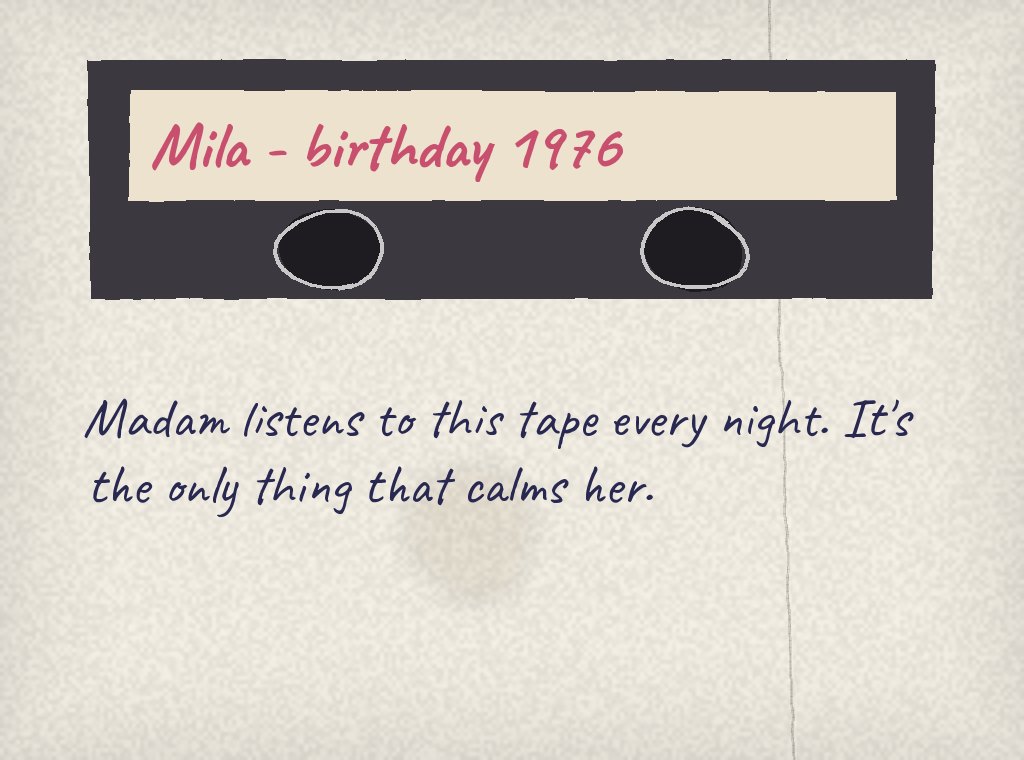 Mila - birthday 1976
Madam listens to this tape every night. It's
the only thing that calms her.